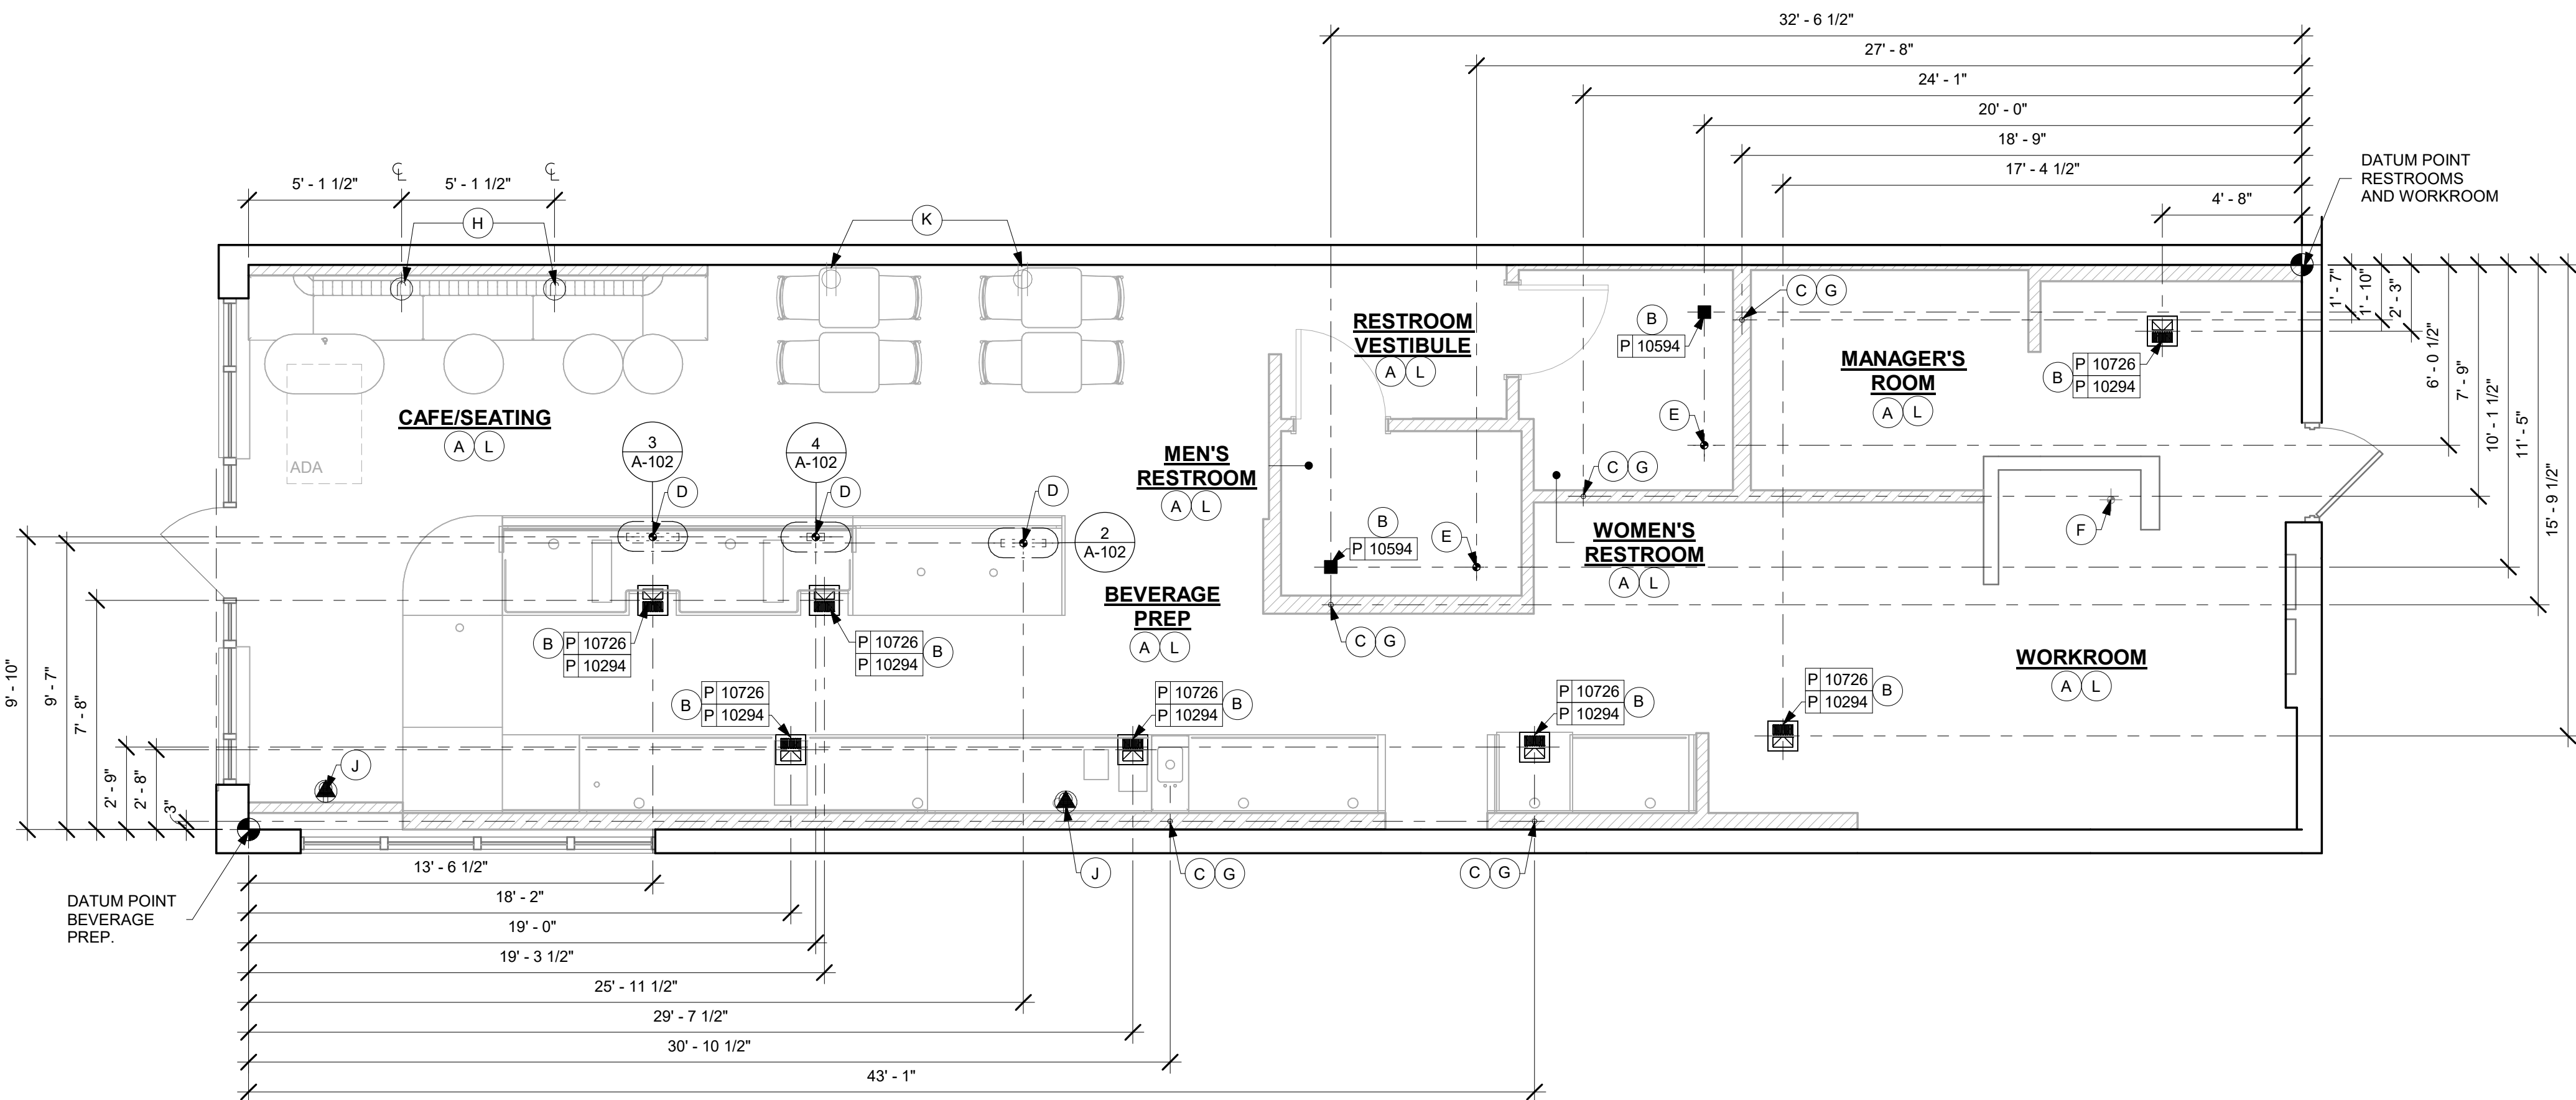 32' - 6 1/2"
27' - 8"
24' - 1"
20' - 0"
18' - 9"
17' - 4 1/2"
4' - 8"
DATUM POINT
RESTROOMS
AND WORKROOM
5' - 1 1/2"
5' - 1 1/2"
H
K
1' - 7"
1' - 10"
2' - 3"
6' - 0 1/2"
7' - 9"
10' - 1 1/2"
11' - 5"
15' - 9 1/2"
C G
B
P 10594
RESTROOM
VESTIBULE
A L
MANAGER'S
ROOM
A L
B
P 10726
P 10294
CAFE/SEATING
A L
ADA
3
A-102
D
4
A-102
D
D
2
A-102
MEN'S
RESTROOM
A L
E
C G
B
P 10594
E
F
WOMEN'S
RESTROOM
A L
BEVERAGE
PREP
A L
B
P 10726
P 10294
P 10726
P 10294
B
C G
WORKROOM
A L
B
P 10726
P 10294
P 10726
P 10294
B
P 10726
P 10294
B
P 10726
P 10294
B
9' - 10"
9' - 7"
7' - 8"
2' - 9"
2' - 8"
3"
J
J
C G
C G
DATUM POINT
BEVERAGE
PREP.
13' - 6 1/2"
18' - 2"
19' - 0"
19' - 3 1/2"
25' - 11 1/2"
29' - 7 1/2"
30' - 10 1/2"
43' - 1"